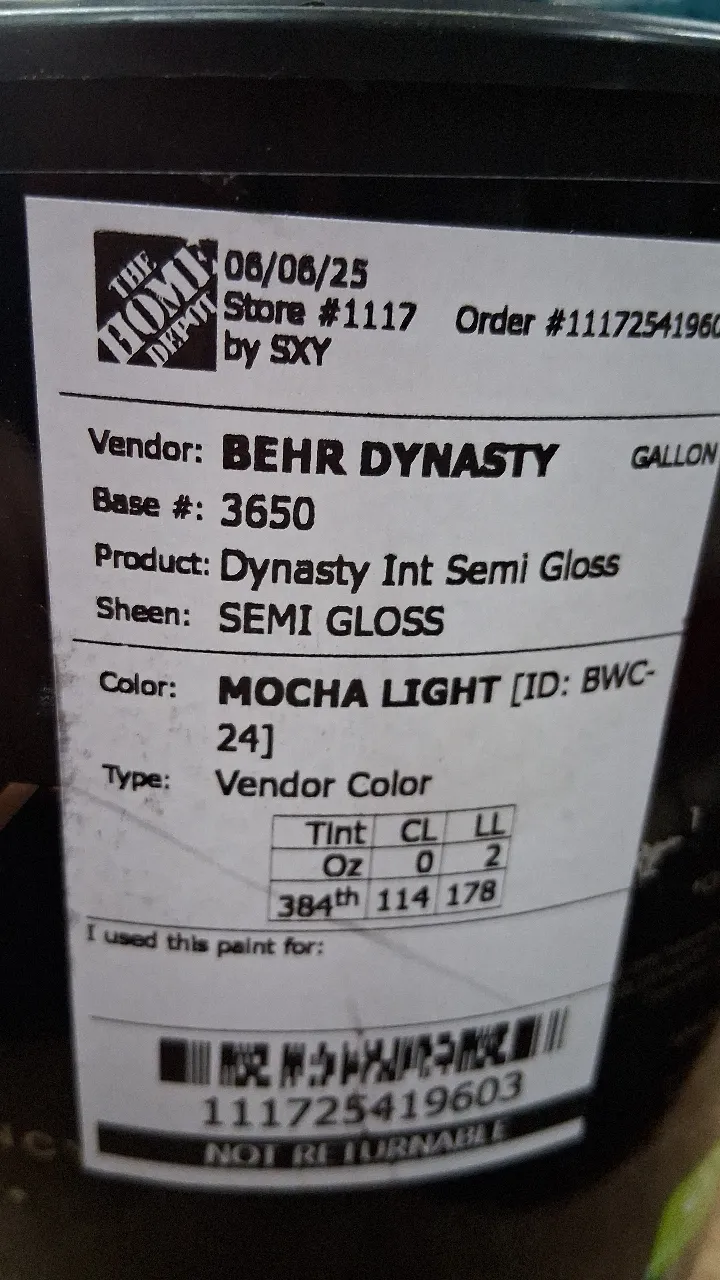 THE
HOME
DEPOT
06/06/25
Store #1117 Order #11172541960
by SXY
Vendor: BEHR DYNASTY GALLON
Base #: 3650
Product: Dynasty Int Semi Gloss
Sheen: SEMI GLOSS
Color: MOCHA LIGHT [ID: BWC-
24]
Type: Vendor Color
Tint CL LL
Oz 0 2
384th 114 178
I used this paint for:
111725419603
NOT RETURNABLE